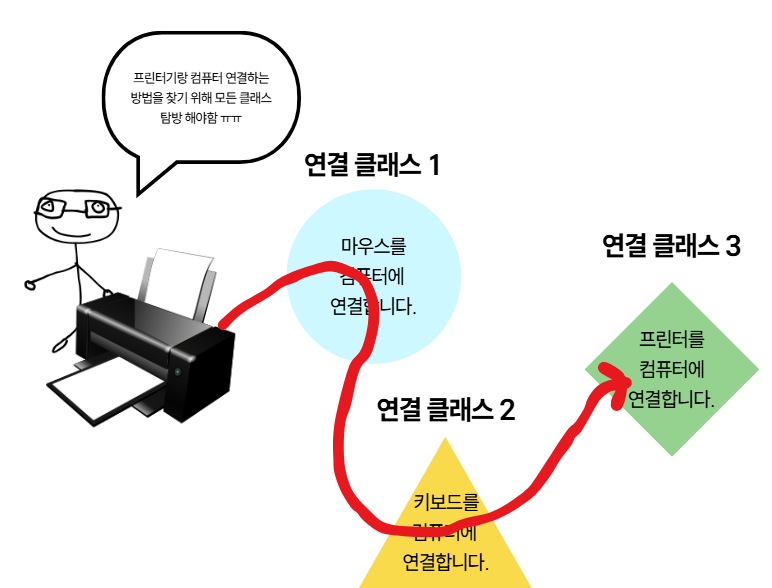 프린터기랑 컴퓨터 연결하는
방법을 찾기 위해 모든 클래스
탐방 해야함 ㅠㅠ
연결 클래스 1
마우스를
컴퓨터에
연결합니다.
연결 클래스 2
키보드를
컴퓨터에
연결합니다.
연결 클래스 3
프린터를
컴퓨터에
연결합니다.